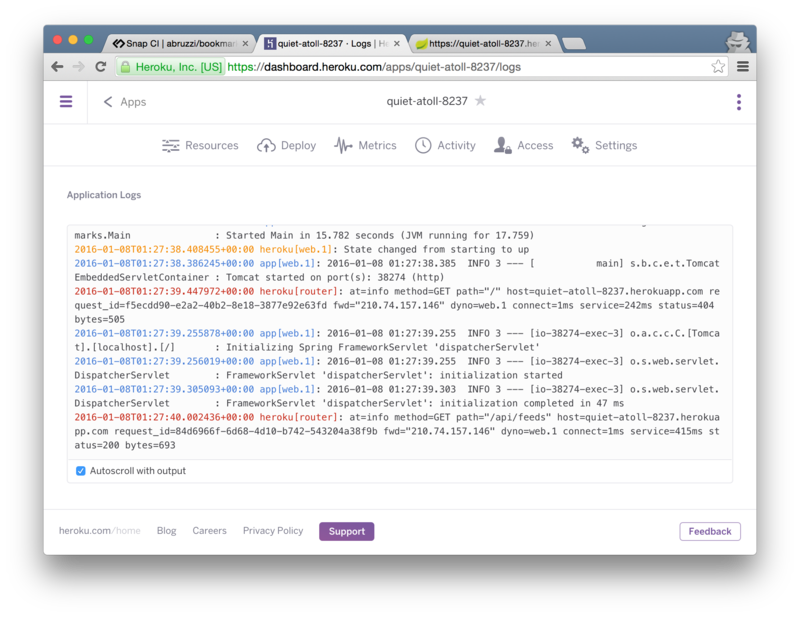 Snap CI | abruzzi/bookmark
quiet-atoll-8237 · Logs | He
https://quiet-atoll-8237.her
Heroku, Inc. [US] https://dashboard.heroku.com/apps/quiet-atoll-8237/logs
Apps
quiet-atoll-8237
Resources
Deploy
Metrics
Activity
Access
Settings
Application Logs
marks.Main : Started Main in 15.782 seconds (JVM running for 17.759)
2016-01-08T01:27:38.408455+00:00 heroku[web.1]: State changed from starting to up
2016-01-08T01:27:38.386245+00:00 app[web.1]: 2016-01-08 01:27:38.385 INFO 3 --- [ main] s.b.c.e.t.Tomcat
EmbeddedServletContainer : Tomcat started on port(s): 38274 (http)
2016-01-08T01:27:39.447972+00:00 heroku[router]: at=info method=GET path="/" host=quiet-atoll-8237.herokuapp.com re
quest_id=f5ecdd90-e2a2-40b2-8e18-3877e92e63fd fwd="210.74.157.146" dyno=web.1 connect=1ms service=242ms status=404
bytes=505
2016-01-08T01:27:39.255878+00:00 app[web.1]: 2016-01-08 01:27:39.255 INFO 3 --- [io-38274-exec-3] o.a.c.c.C.[Tomca
t].[localhost].[/] : Initializing Spring FrameworkServlet 'dispatcherServlet'
2016-01-08T01:27:39.256019+00:00 app[web.1]: 2016-01-08 01:27:39.255 INFO 3 --- [io-38274-exec-3] o.s.web.servlet.
DispatcherServlet : FrameworkServlet 'dispatcherServlet': initialization started
2016-01-08T01:27:39.305093+00:00 app[web.1]: 2016-01-08 01:27:39.303 INFO 3 --- [io-38274-exec-3] o.s.web.servlet.
DispatcherServlet : FrameworkServlet 'dispatcherServlet': initialization completed in 47 ms
2016-01-08T01:27:40.002436+00:00 heroku[router]: at=info method=GET path="/api/feeds" host=quiet-atoll-8237.herokua
pp.com request_id=84d6966f-6d68-4d10-b742-543204a38f9b fwd="210.74.157.146" dyno=web.1 connect=1ms service=415ms st
atus=200 bytes=693
Autoscroll with output
heroku.com/home
Blog
Careers
Privacy Policy
Support
Feedback